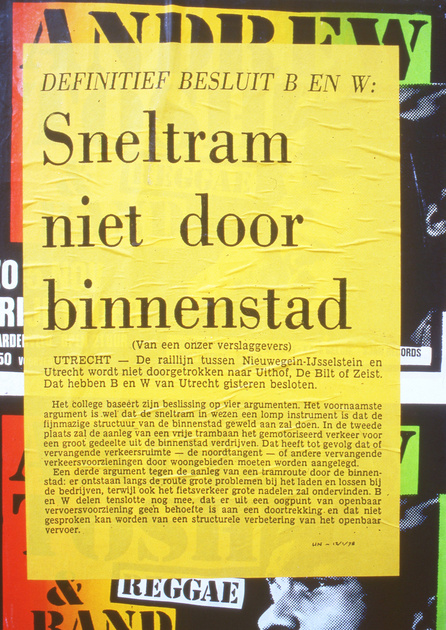 ANDREW
DEFINITIEF BESLUIT B EN W:
Sneltram
niet door
binnenstad
(Van een onzer verslaggevers)
UTRECHT — De raillijn tussen Nieuwegein-IJsselstein en
Utrecht wordt niet doorgetrokken naar Uithof, De Bilt of Zeist.
Dat hebben B en W van Utrecht gisteren besloten.
Het college baseért zijn beslissing op vier argumenten. Het voornaamste
argument is wel dat de sneltram in wezen een lomp instrument is dat de
fijnmazige structuur van de binnenstad geweld aan zal doen. In de tweede
plaats zal de aanleg van een vrije trambaan het gemotoriseerd verkeer voor
een groot gedeelte uit de binnenstad verdrijven. Dat heeft tot gevolg dat er
vervangende verkeersruimte — de noordtangent — of andere vervangende
verkeersvoorzieningen door woongebieden moeten worden aangelegd.
Een derde argument tegen de aanleg van een tramroute door de binnen-
stad: er ontstaan langs de route grote problemen bij het laden en lossen bij
de bedrijven, terwijl ook het fietsverkeer grote nadelen zal ondervinden. B
en W delen tenslotte nog mee, dat er uit een oogpunt van openbaar
vervoersvoorziening geen behoefte is aan een doortrekking en dat niet
gesproken kan worden van een structurele verbetering van het openbaar
vervoer.
UN - 12/1/78
TOSH
&
REGGAE
BAND